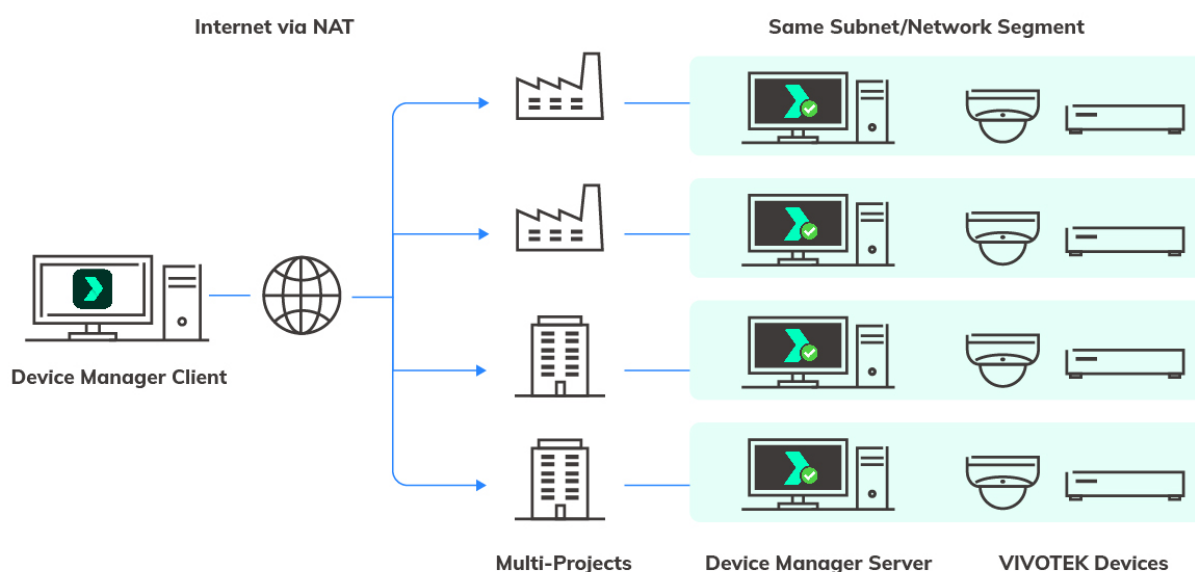 Internet via NAT
Same Subnet/Network Segment
Device Manager Client
Multi-Projects
Device Manager Server
VIVOTEK Devices